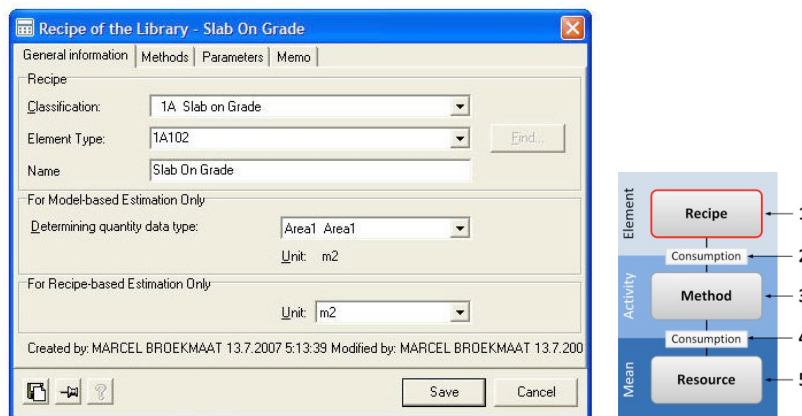 Recipe of the Library - Slab On Grade
General information Methods Parameters Memo
Recipe
Classification: 1A Slab on Grade
Element Type: 1A102 Find...
Name Slab On Grade
For Model-based Estimation Only
Determining quantity data type: Area1 Area1
Unit: m2
For Recipe-based Estimation Only
Unit: m2
Created by: MARCEL BROEKMAAT 13.7.2007 5:13:39 Modified by: MARCEL BROEKMAAT 13.7.200
? Save Cancel
Element
Recipe 1
Consumption 2
Activity
Method 3
Consumption 4
Mean
Resource 5